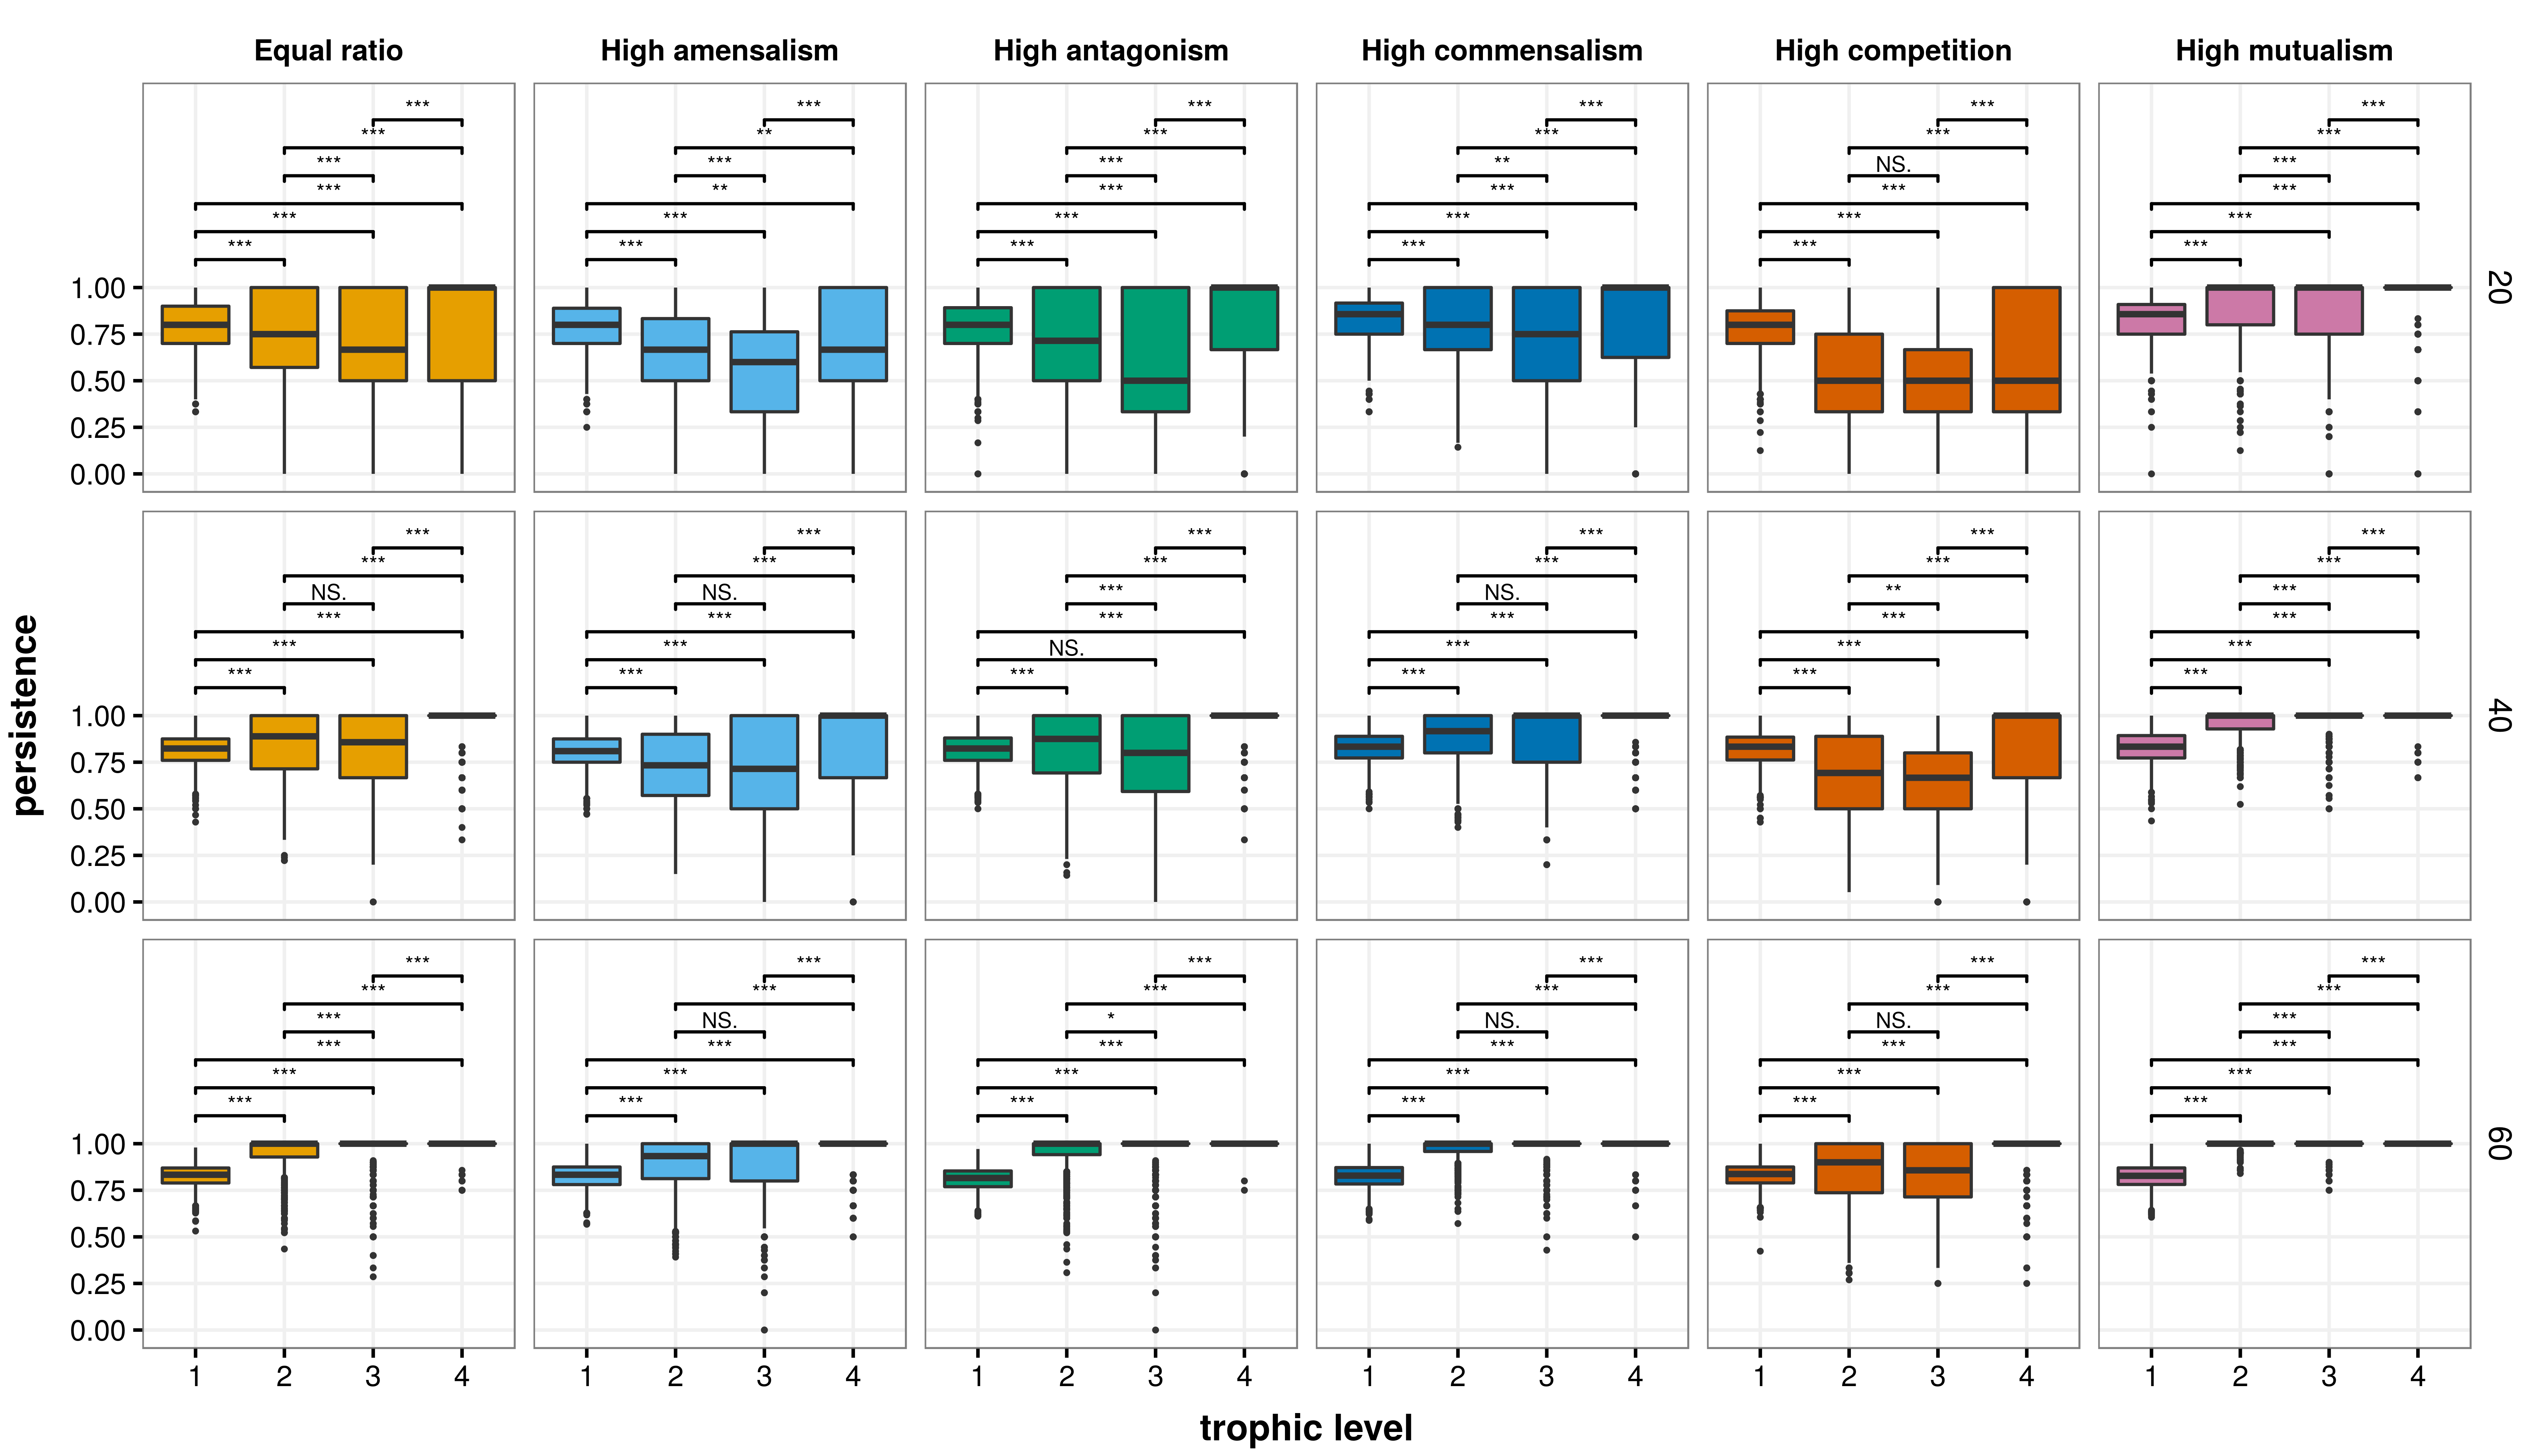 Equal ratio High amensalism High antagonism High commensalism High competition High mutualism
*** *** *** *** *** ***
*** ** *** *** *** ***
*** *** *** ** NS. ***
*** ** *** *** *** ***
*** *** *** *** *** ***
*** *** *** *** *** ***
1.00
0.75
0.50
0.25
0.00
20
*** *** *** *** *** ***
*** *** *** *** *** ***
NS. NS. *** NS. ** ***
*** *** *** *** *** ***
*** *** NS. *** *** ***
*** *** *** *** *** ***
1.00
0.75
0.50
0.25
0.00
40
persistence
*** *** *** *** *** ***
*** *** *** *** *** ***
*** NS. * NS. NS. ***
*** *** *** *** *** ***
*** *** *** *** *** ***
*** *** *** *** *** ***
1.00
0.75
0.50
0.25
0.00
60
1 2 3 4 1 2 3 4 1 2 3 4 1 2 3 4 1 2 3 4 1 2 3 4
trophic level